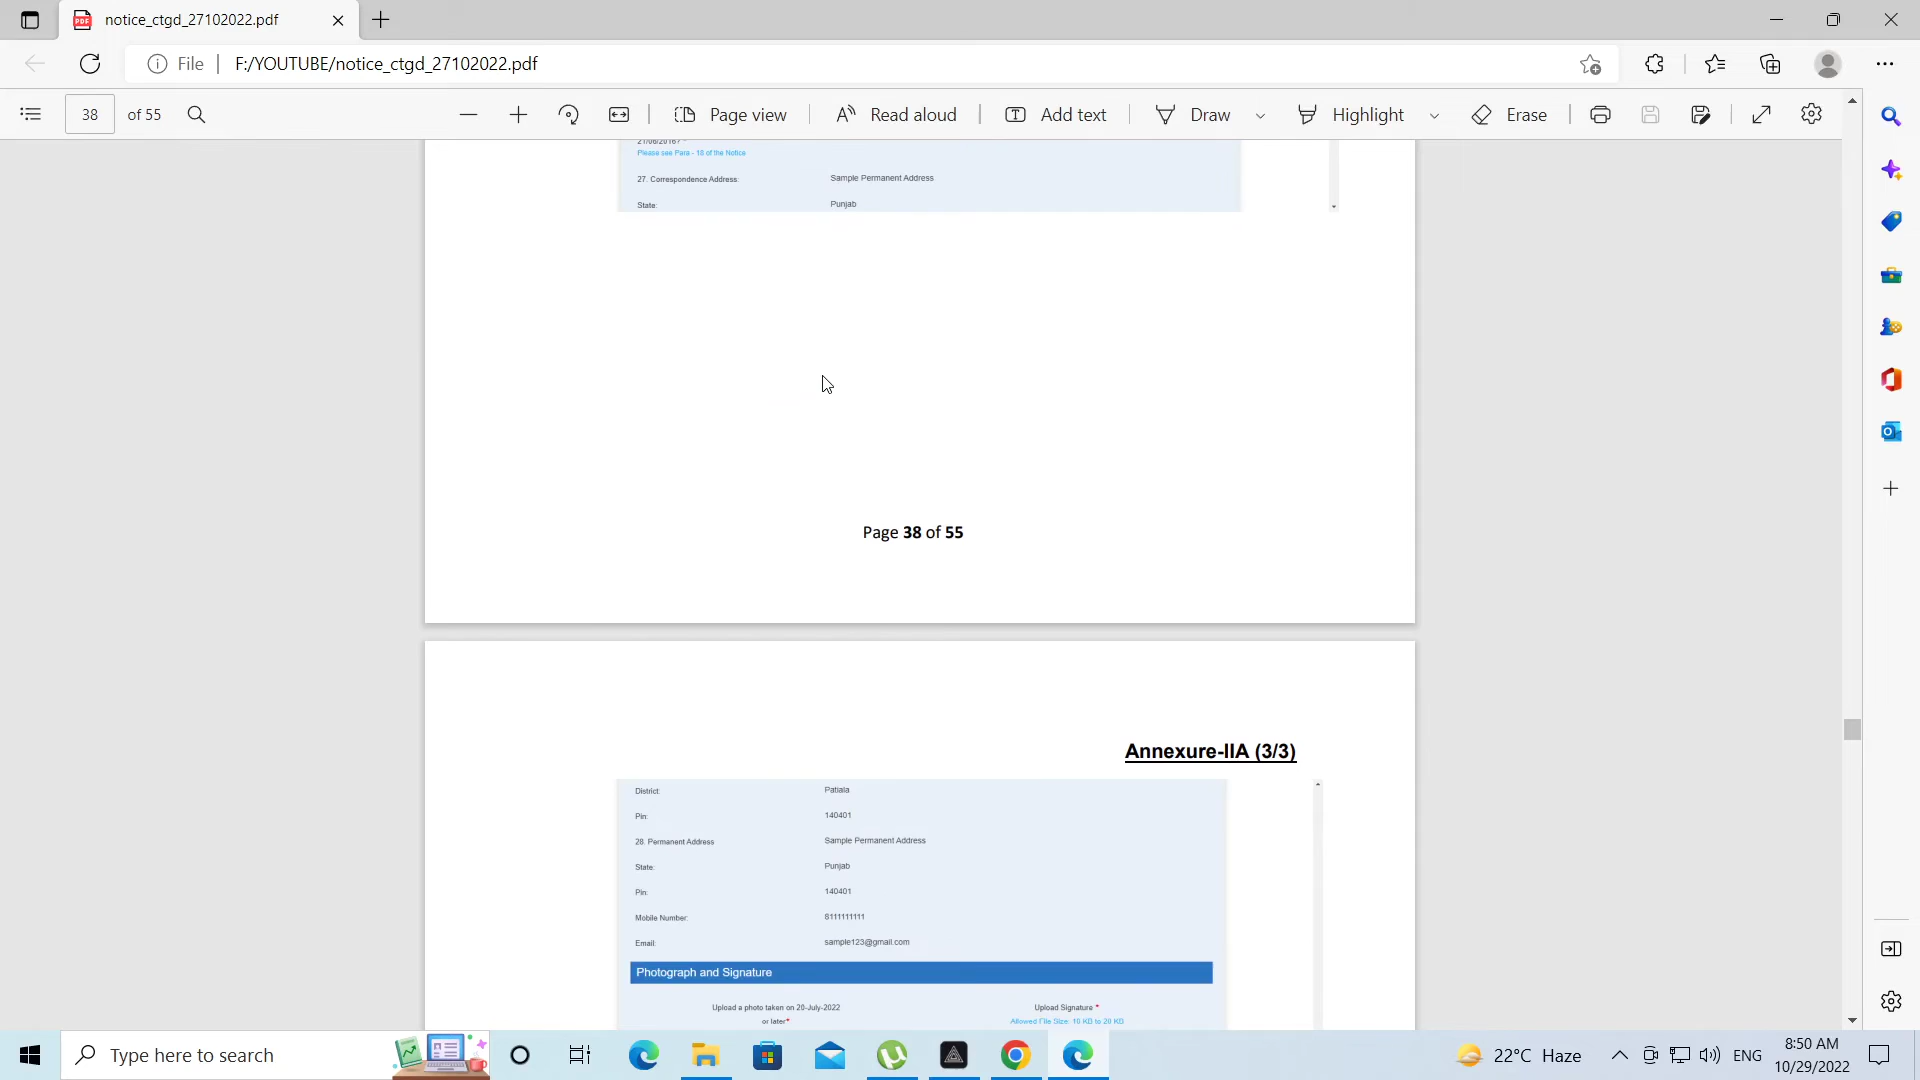 notice_ctgd_27102022.pdf
File
F:/YOUTUBE/notice_ctgd_27102022.pdf
38
of 55
Page view
Read aloud
Add text
Draw
Highlight
Erase
Please see Para - 18 of the Notice
27. Correspondence Address:
Sample Permanent Address
State:
Punjab
Page 38 of 55
Annexure-IIA (3/3)
District:
Patiala
Pin:
140401
28. Permanent Address
Sample Permanent Address
State:
Punjab
Pin:
140401
Mobile Number:
8111111111
Email:
sample123@gmail.com
Photograph and Signature
Upload a photo taken on 20-July-2022
or later*
Upload Signature *
Allowed File Size: 10 KB to 20 KB
Type here to search
22°C Haze
ENG
8:50 AM
10/29/2022